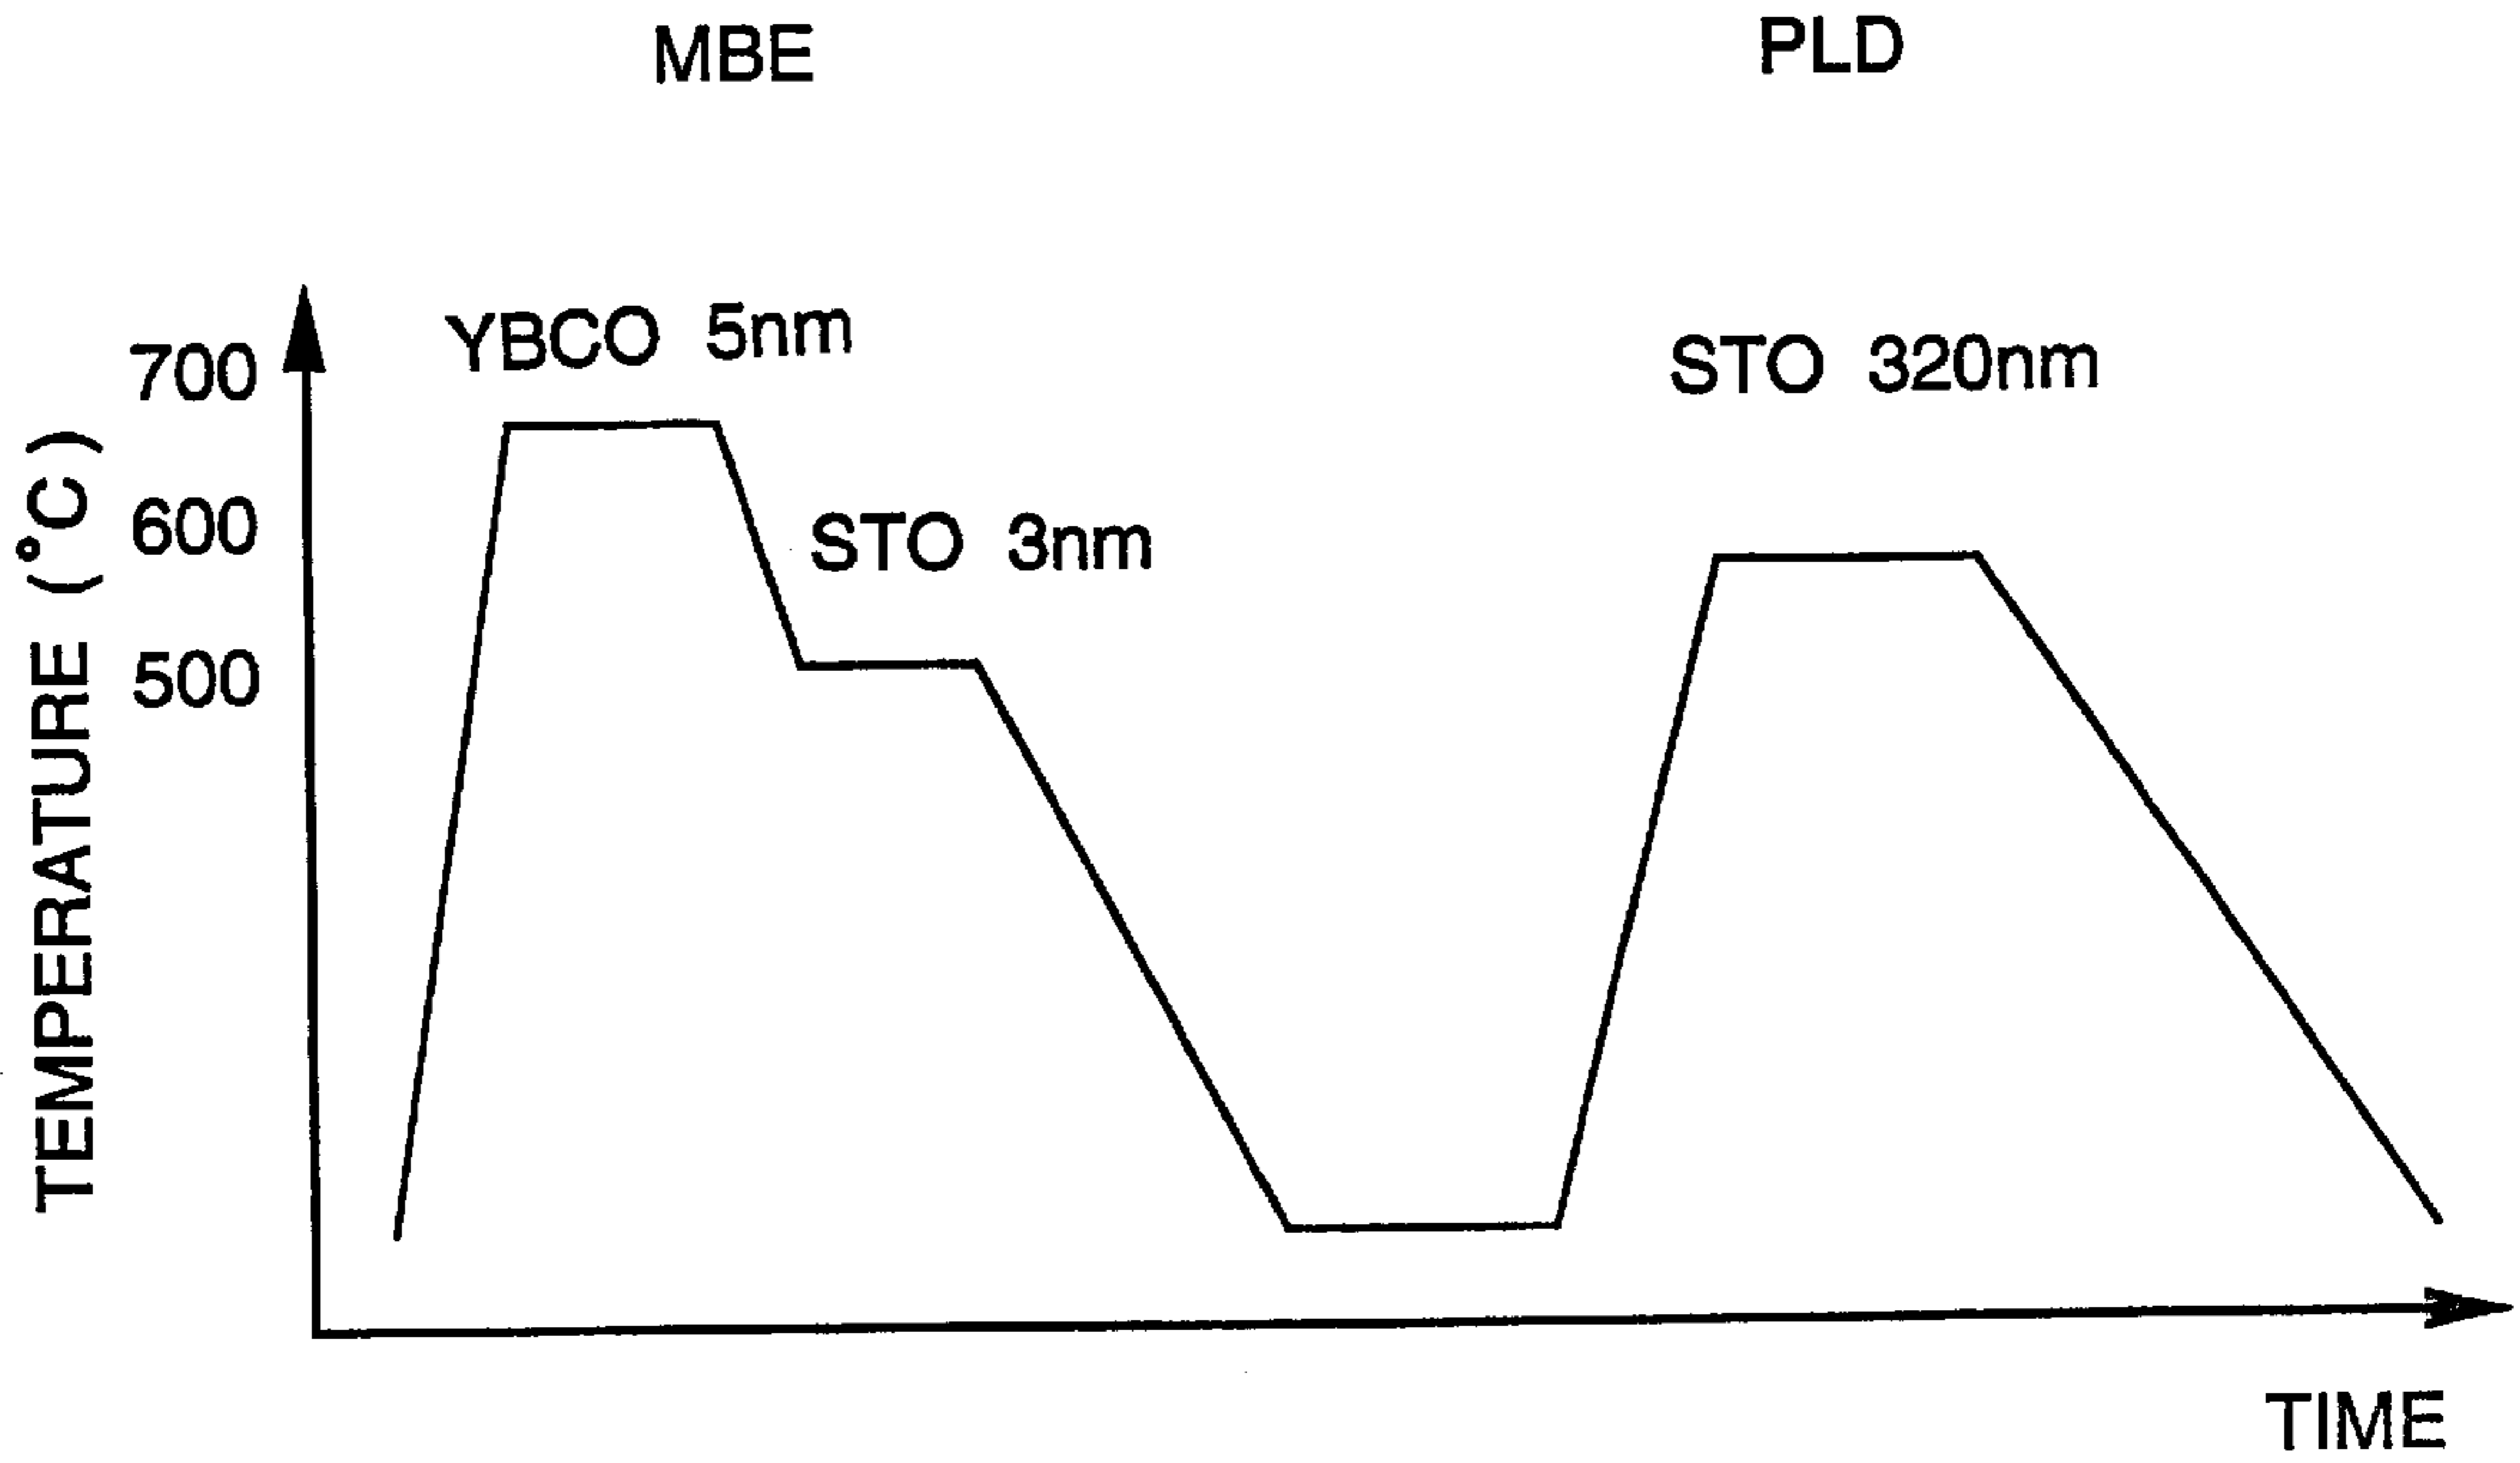 MBE
PLD
YBCO 5nm
STO 320nm
700
600
500
STO 3nm
TEMPERATURE (°C)
TIME